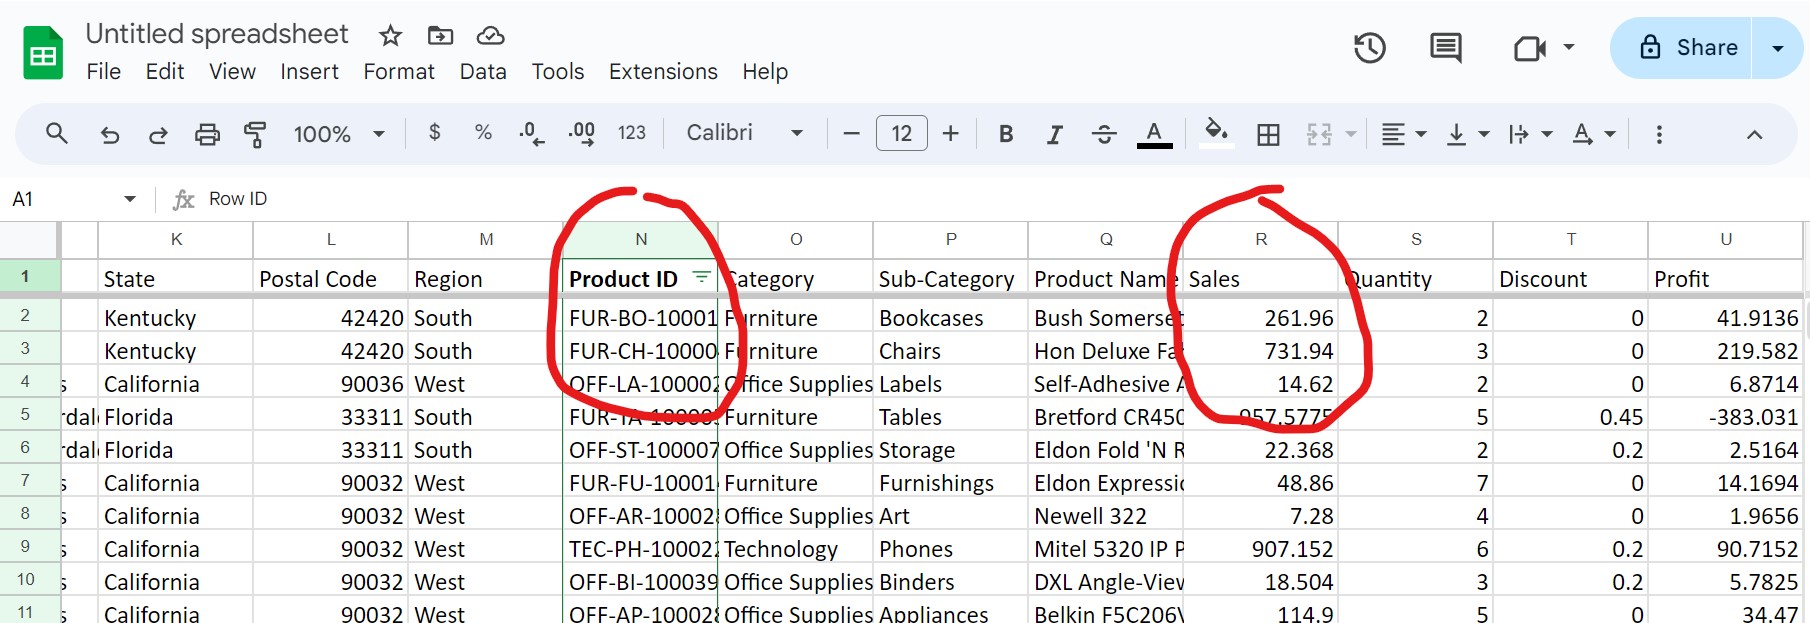 Untitled spreadsheet
File Edit View Insert Format Data Tools Extensions Help
Share
100% $ % .0 .00 123 Calibri 12 B I S A A
A1 fx Row ID
K L M N O P Q R S T U
1 State Postal Code Region Product ID Category Sub-Category Product Nam Sales Quantity Discount Profit
2 Kentucky 42420 South FUR-BO-10001 Furniture Bookcases Bush Somerset 261.96 2 0 41.9136
3 Kentucky 42420 South FUR-CH-10000 Furniture Chairs Hon Deluxe Fa 731.94 3 0 219.582
4 s California 90036 West OFF-LA-100002 Office Supplies Labels Self-Adhesive A 14.62 2 0 6.8714
5 rdal Florida 33311 South FUR-TA-10000 Furniture Tables Bretford CR450 957.5775 5 0.45 -383.031
6 rdal Florida 33311 South OFF-ST-100007 Office Supplies Storage Eldon Fold 'N R 22.368 2 0.2 2.5164
7 s California 90032 West FUR-FU-10001 Furniture Furnishings Eldon Expressi 48.86 7 0 14.1694
8 s California 90032 West OFF-AR-10002 Office Supplies Art Newell 322 7.28 4 0 1.9656
9 s California 90032 West TEC-PH-100022 Technology Phones Mitel 5320 IP P 907.152 6 0.2 90.7152
10 s California 90032 West OFF-BI-100039 Office Supplies Binders DXL Angle-View 18.504 3 0.2 5.7825
11 s California 90032 West OFF-AP-10002 Office Supplies Appliances Belkin F5C206V 114.9 5 0 34.47